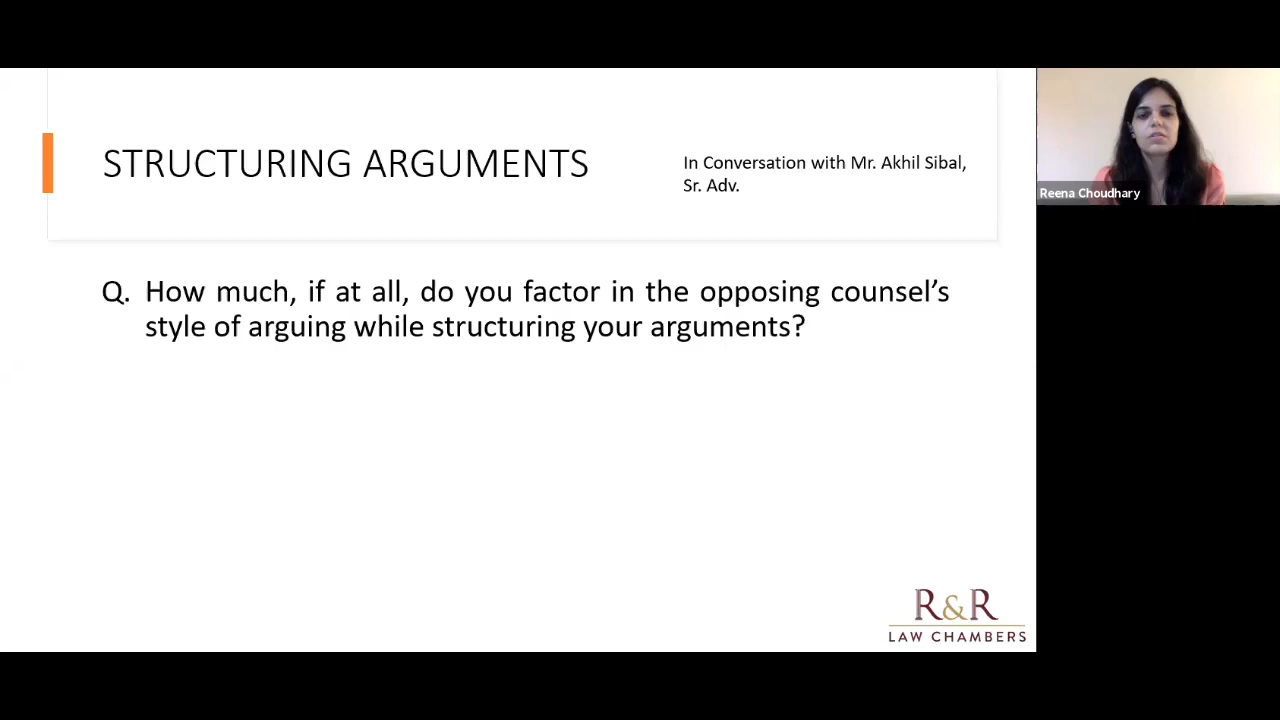 STRUCTURING ARGUMENTS
In Conversation with Mr. Akhil Sibal,
Sr. Adv.
Reena Choudhary
Q. How much, if at all, do you factor in the opposing counsel’s
style of arguing while structuring your arguments?
R&R
LAW CHAMBERS